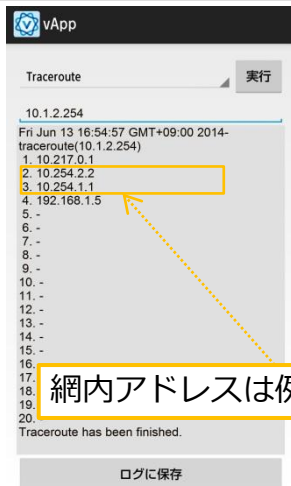 vApp
Traceroute
実行
10.1.2.254
Fri Jun 13 16:54:57 GMT+09:00 2014-
traceroute(10.1.2.254)
1. 10.217.0.1
2. 10.254.2.2
3. 10.254.1.1
4. 192.168.1.5
5. -
6. -
7. -
8. -
9. -
10. -
11. -
12. -
13. -
14. -
15. -
16.
17.
18.
19.
20.
網内アドレスは
Traceroute has been finished.
ログに保存